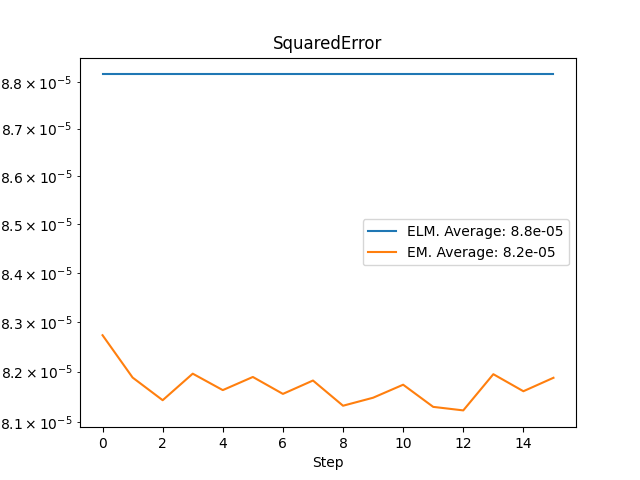 SquaredError
8.8 × 10⁻⁵
8.7 × 10⁻⁵
8.6 × 10⁻⁵
8.5 × 10⁻⁵
8.4 × 10⁻⁵
8.3 × 10⁻⁵
8.2 × 10⁻⁵
8.1 × 10⁻⁵
ELM. Average: 8.8e-05
EM. Average: 8.2e-05
0 2 4 6 8 10 12 14
Step